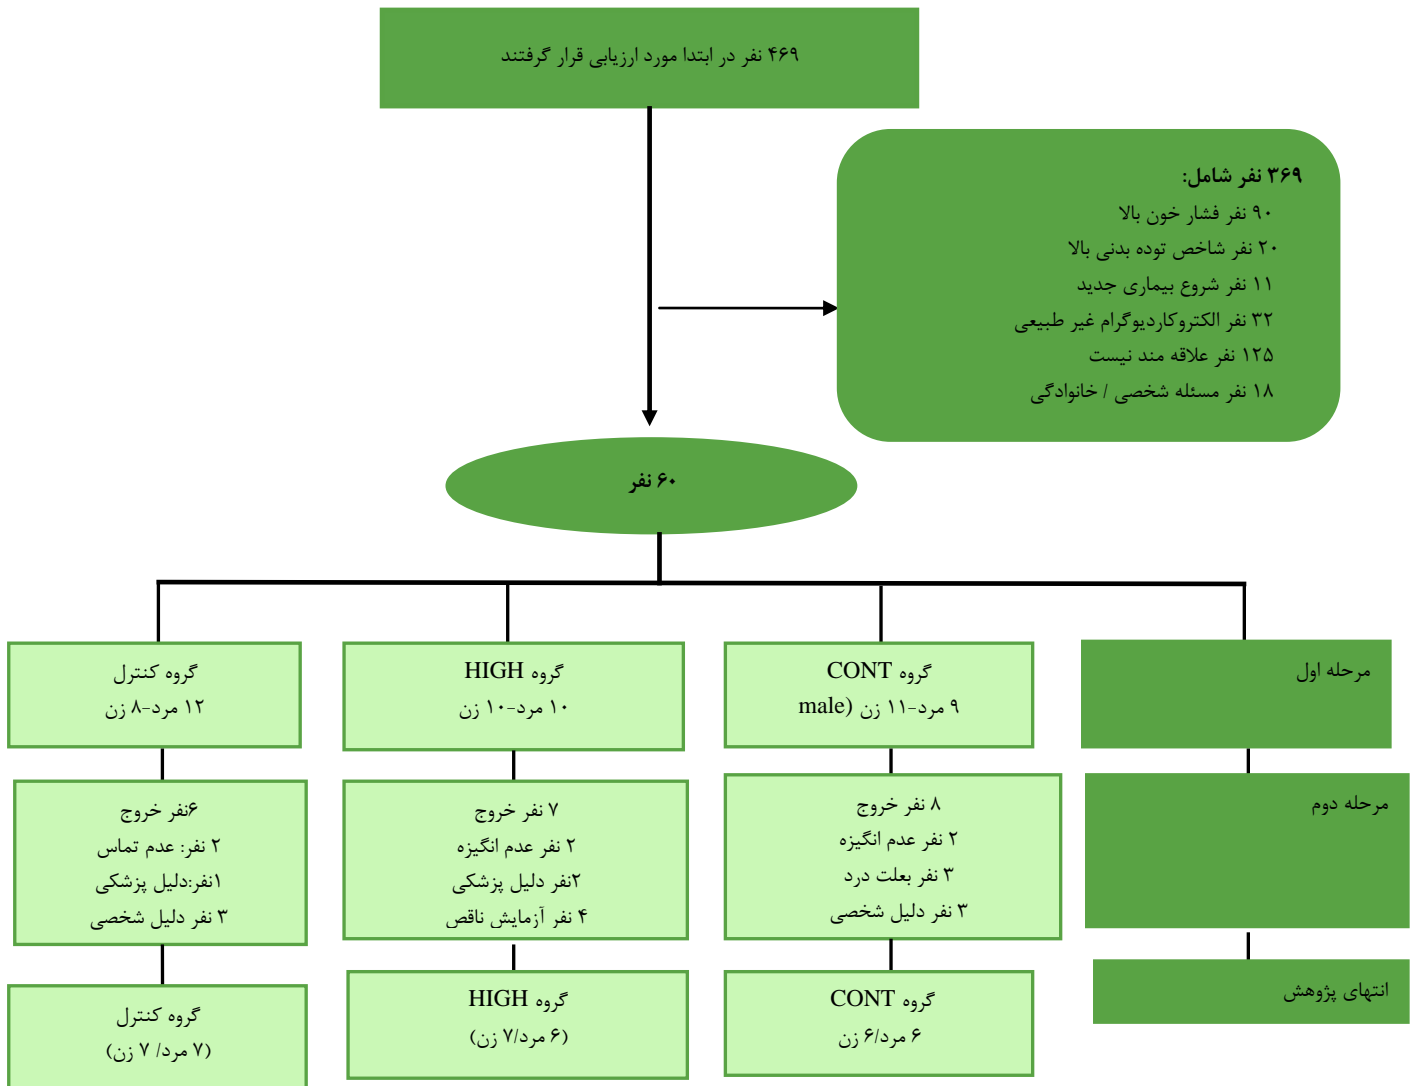 ۴۶۹ نفر در ابتدا مورد ارزیابی قرار گرفتند
۳۶۹ نفر شامل:
۹۰ نفر فشار خون بالا
۲۰ نفر شاخص توده بدنی بالا
۱۱ نفر شروع بیماری جدید
۳۲ نفر الکتروکاردیوگرام غیر طبیعی
۱۲۵ نفر علاقه مند نیست
۱۸ نفر مسئله شخصی / خانوادگی
۶۰ نفر
مرحله اول
گروه CONT
۹ مرد-۱۱ زن (male
گروه HIGH
۱۰ مرد-۱۰ زن
گروه کنترل
۱۲ مرد-۸ زن
مرحله دوم
۸ نفر خروج
۲ نفر عدم انگیزه
۳ نفر بعلت درد
۳ نفر دلیل شخصی
۷ نفر خروج
۲ نفر عدم انگیزه
۲نفر دلیل پزشکی
۴ نفر آزمایش ناقص
۶نفر خروج
۲ نفر: عدم تماس
۱نفر:دلیل پزشکی
۳ نفر دلیل شخصی
انتهای پژوهش
گروه CONT
۶ مرد/۶ زن
گروه HIGH
(۶ مرد/۷ زن)
گروه کنترل
(۷ مرد/ ۷ زن)